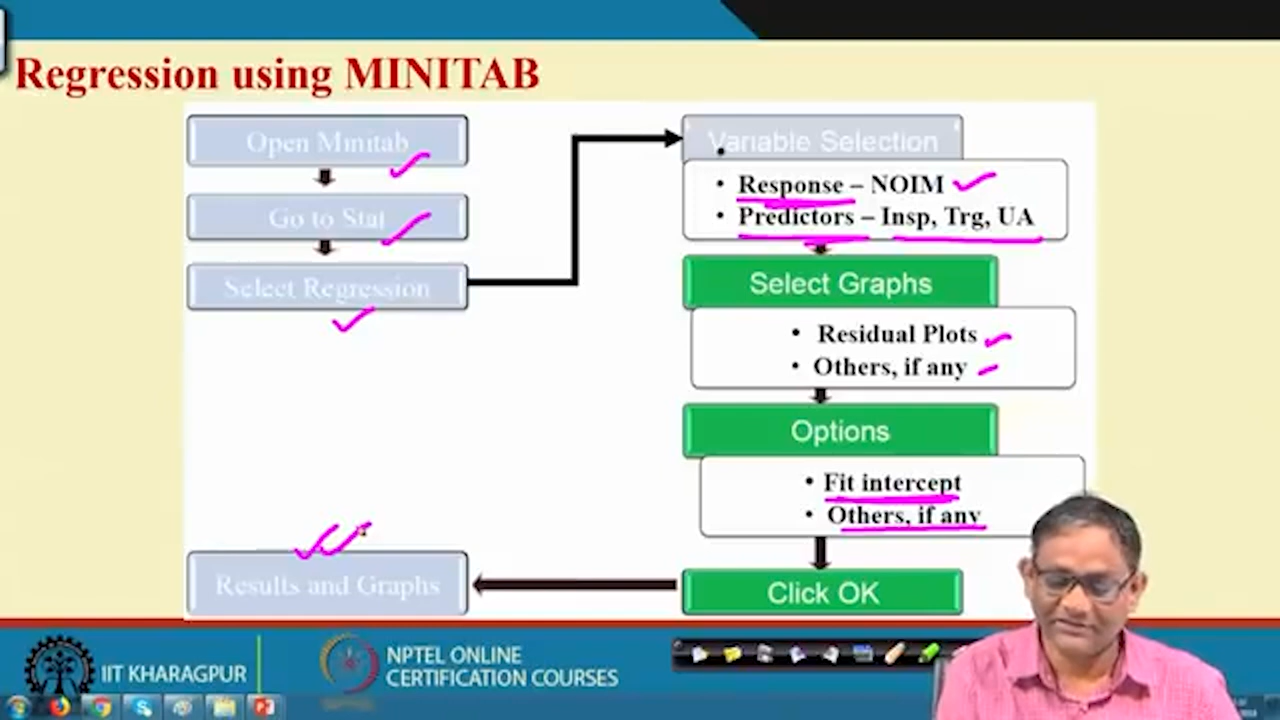 Regression using MINITAB
Open Minitab
Go to Stat
Select Regression
Variable Selection
• Response – NOIM
• Predictors – Insp, Trg, UA
Select Graphs
• Residual Plots
• Others, if any
Options
• Fit intercept
• Others, if any
Click OK
Results and Graphs
IIT KHARAGPUR
NPTEL ONLINE
CERTIFICATION COURSES